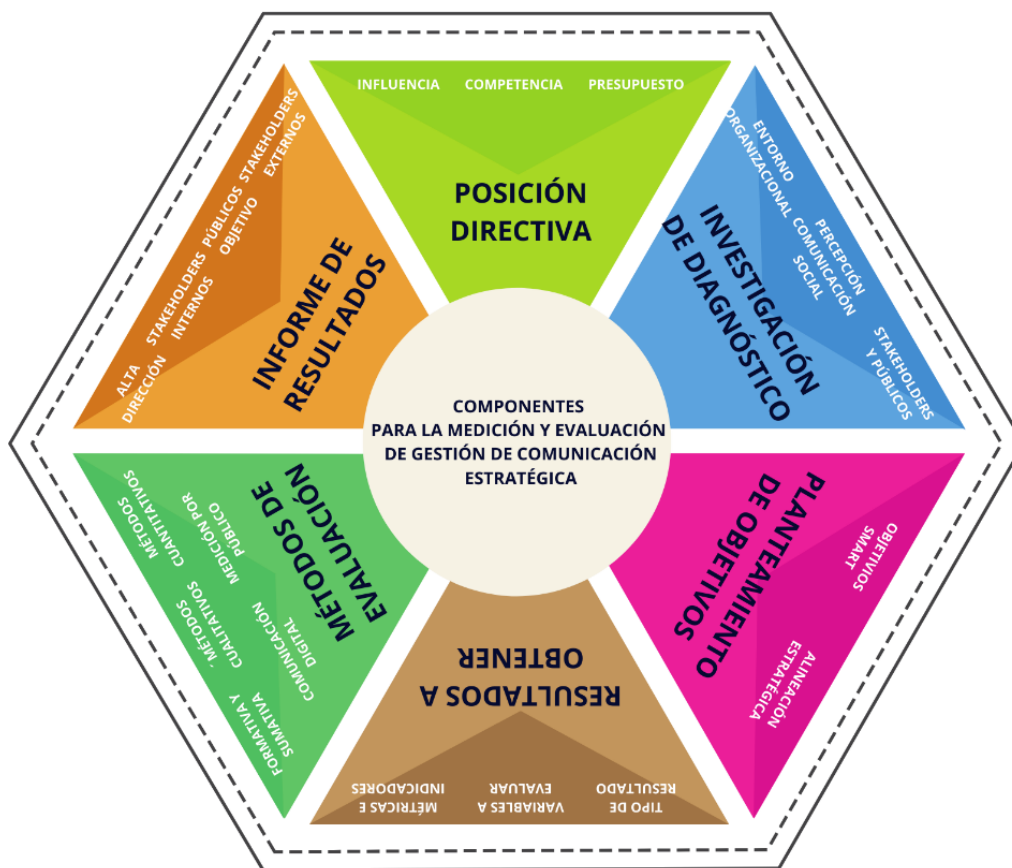 INFLUENCIA COMPETENCIA PRESUPUESTO
POSICIÓN
DIRECTIVA
ENTORNO
ORGANIZACIONAL
PERCEPCIÓN
COMUNICACIÓN
SOCIAL
STAKEHOLDERS
Y PÚBLICOS
INVESTIGACIÓN
DE DIAGNÓSTICO
OBJETIVIOS
SMART
ALINEACIÓN
ESTRATÉGICA
PLANTEAMIENTO
DE OBJETIVOS
RESULTADOS A
OBTENER
TIPO DE
RESULTADO
VARIABLES A
EVALUAR
MÉTRICAS E
INDICADORES
MÉTODOS DE
EVALUACIÓN
FORMATIVA Y
SUMATIVA
COMUNICACIÓN
DIGITAL
MÉTODOS
CUALITATIVOS
MEDICIÓN POR
PÚBLICO
MÉTODOS
CUANTITATIVOS
INFORME DE
RESULTADOS
ALTA
DIRECCIÓN
STAKEHOLDERS
INTERNOS
PÚBLICOS
OBJETIVO
STAKEHOLDERS
EXTERNOS
COMPONENTES
PARA LA MEDICIÓN Y EVALUACIÓN
DE GESTIÓN DE COMUNICACIÓN
ESTRATÉGICA